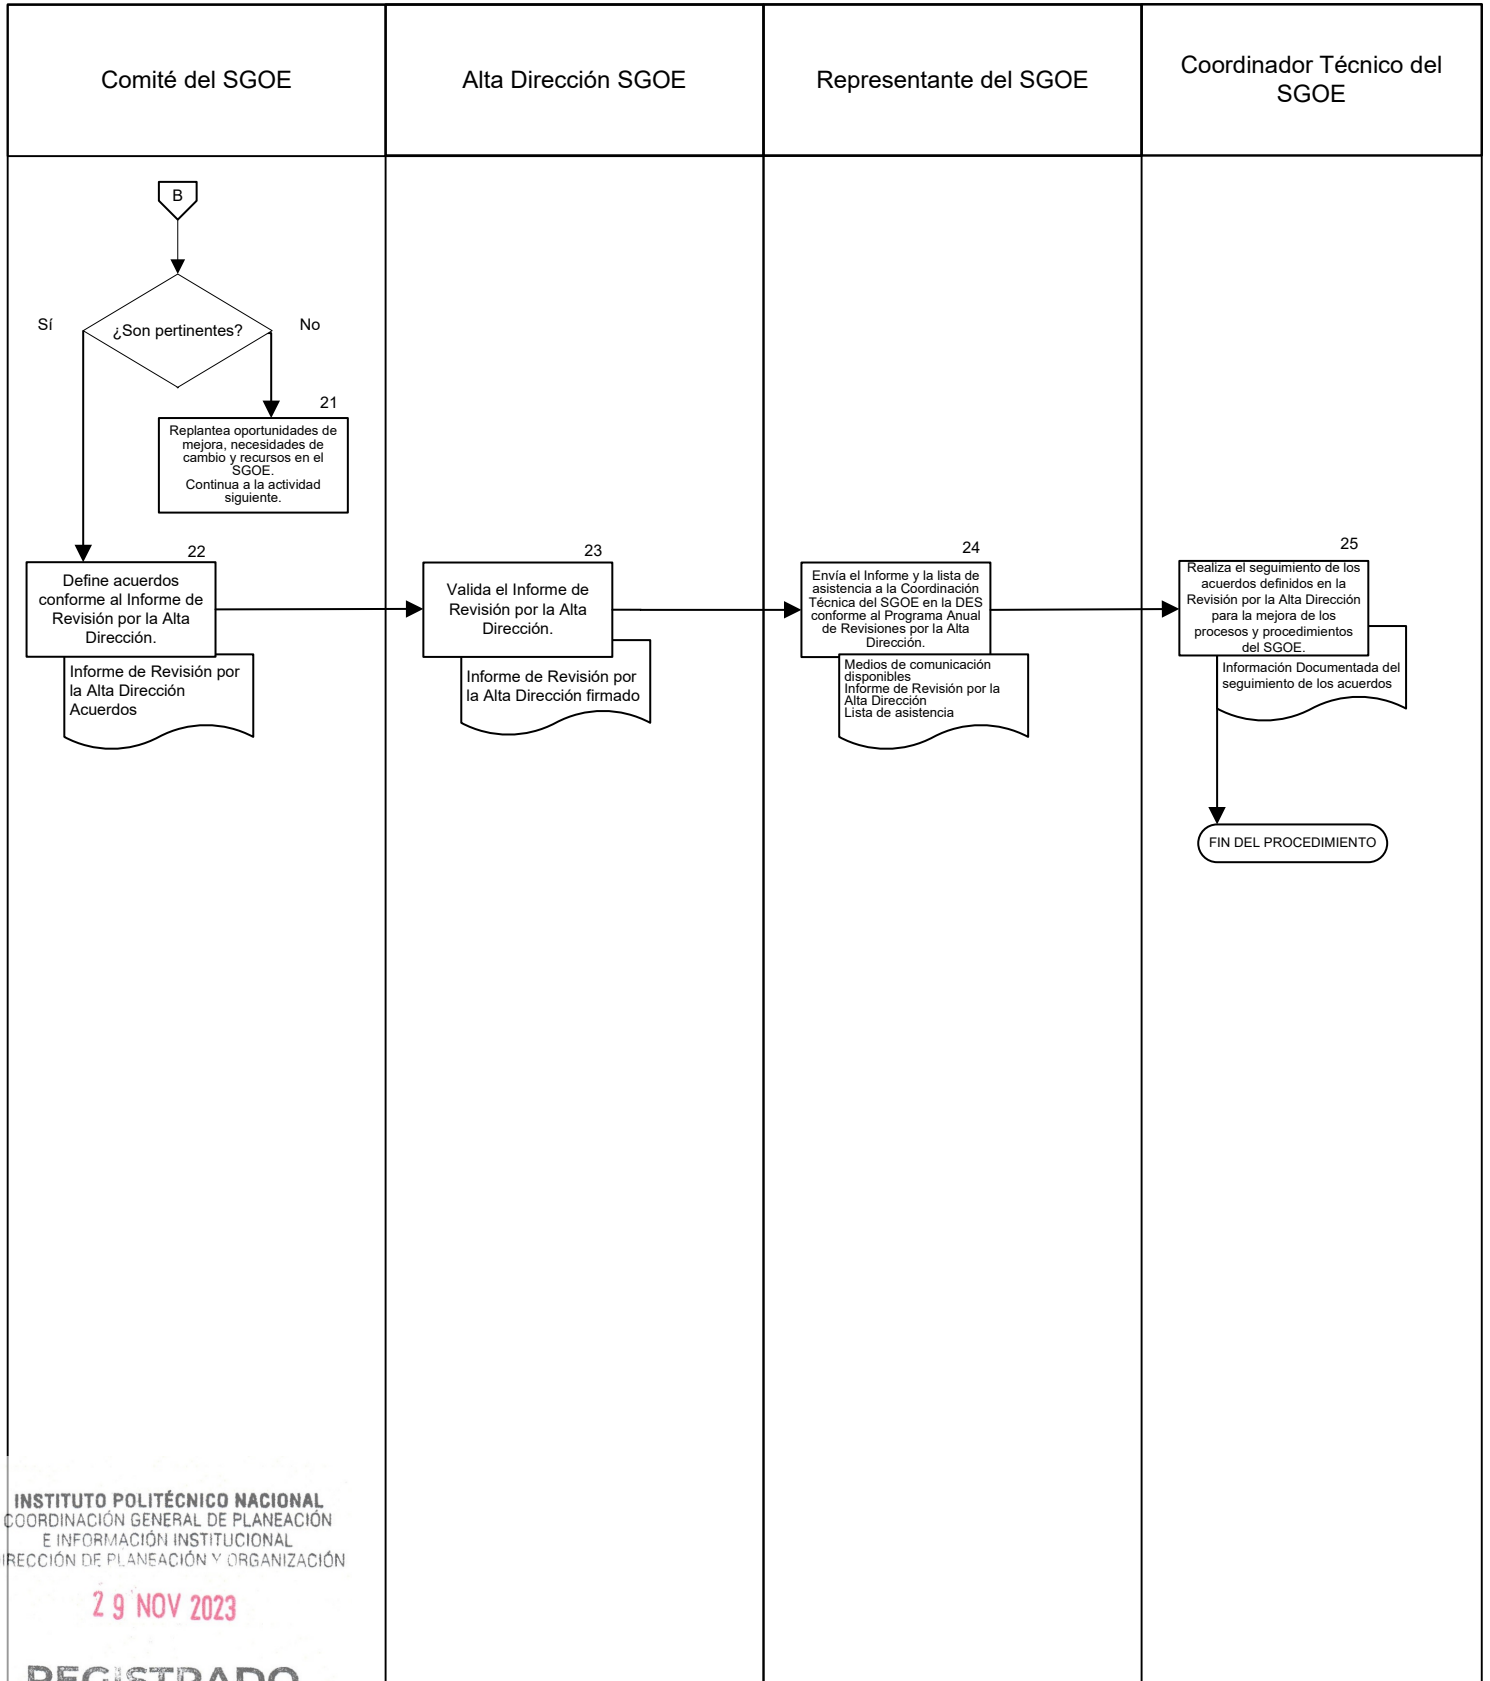 Comité del SGOE
Alta Dirección SGOE
Representante del SGOE
Coordinador Técnico del
SGOE
B
¿Son pertinentes?
Sí
No
21
Replantea oportunidades de
mejora, necesidades de
cambio y recursos en el
SGOE.
Continua a la actividad
siguiente.
22
Define acuerdos
conforme al Informe de
Revisión por la Alta
Dirección.
Informe de Revisión por
la Alta Dirección
Acuerdos
23
Valida el Informe de
Revisión por la Alta
Dirección.
Informe de Revisión por
la Alta Dirección firmado
24
Envía el Informe y la lista de
asistencia a la Coordinación
Técnica del SGOE en la DES
conforme al Programa Anual
de Revisiones por la Alta
Dirección.
Medios de comunicación
disponibles
Informe de Revisión por la
Alta Dirección
Lista de asistencia
25
Realiza el seguimiento de los
acuerdos definidos en la
Revisión por la Alta Dirección
para la mejora de los
procesos y procedimientos
del SGOE.
Información Documentada del
seguimiento de los acuerdos
FIN DEL PROCEDIMIENTO
INSTITUTO POLITÉCNICO NACIONAL
COORDINACIÓN GENERAL DE PLANEACIÓN
E INFORMACIÓN INSTITUCIONAL
IRECCIÓN DE PLANEACIÓN Y ORGANIZACIÓN
29 NOV 2023
REGISTRADO